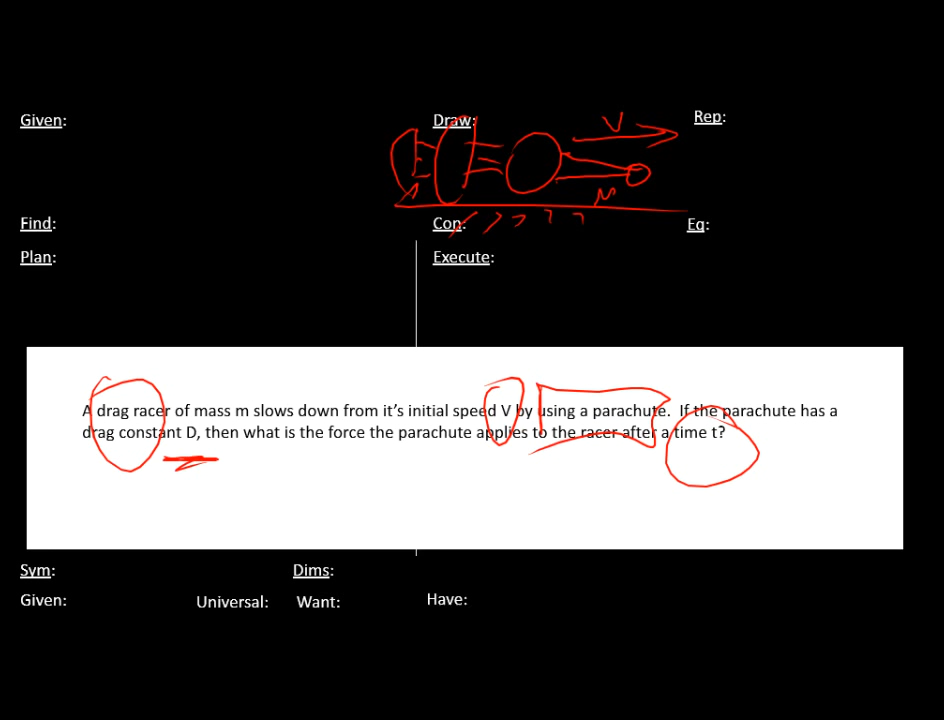 Given:
Draw:
Rep:
V
M
Find:
Con:
Eq:
Plan:
Execute:
A drag racer of mass m slows down from it's initial speed V by using a parachute. If the parachute has a
drag constant D, then what is the force the parachute applies to the racer after a time t?
Sym:
Dims:
Given:
Universal:
Want:
Have: